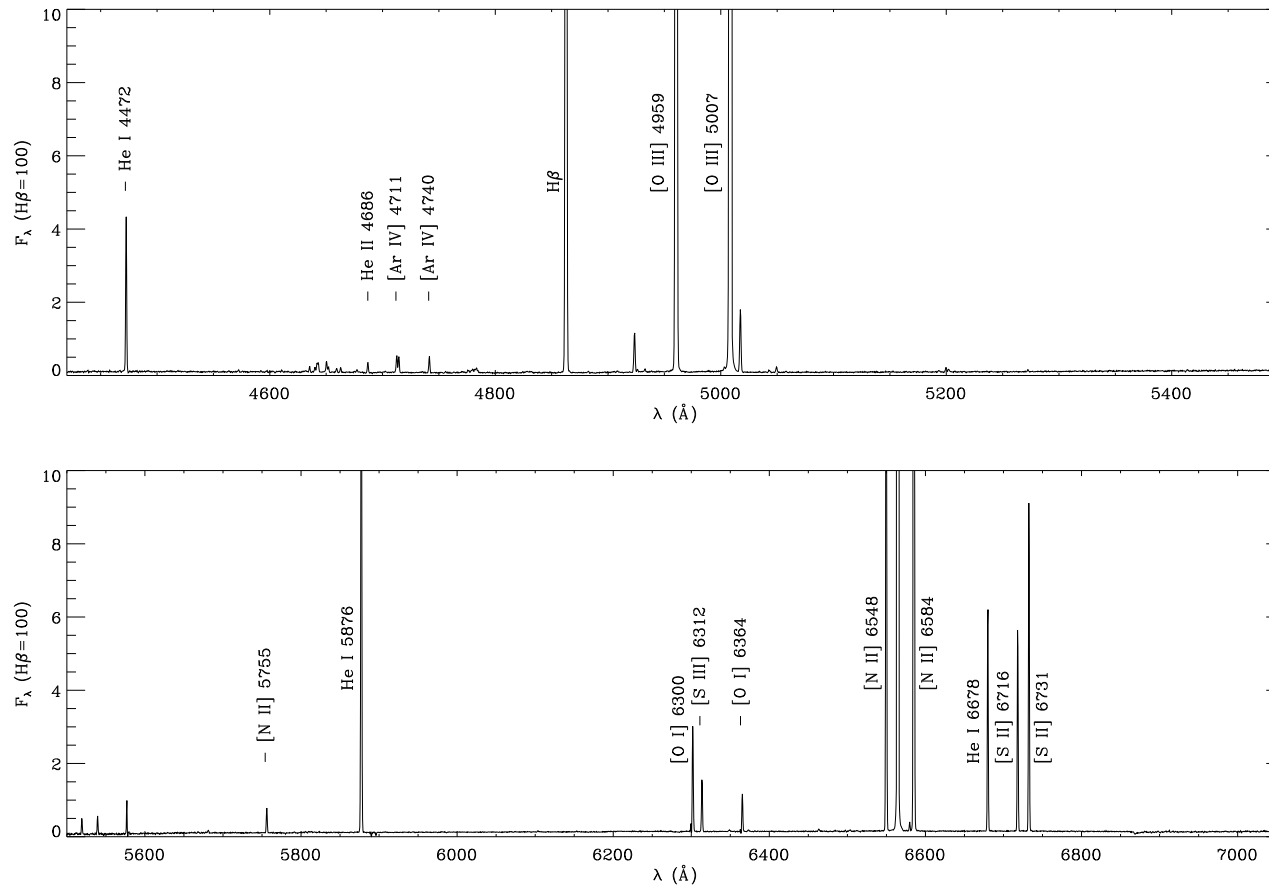 10
8
6
4
2
0
F_λ (Hβ=100)
He I 4472
He II 4686
[Ar IV] 4711
[Ar IV] 4740
Hβ
[O III] 4959
[O III] 5007
4600
4800
5000
5200
5400
λ (Å)
10
8
6
4
2
0
F_λ (Hβ=100)
[N II] 5755
He I 5876
[O I] 6300
[S III] 6312
[O I] 6364
[N II] 6548
[N II] 6584
He I 6678
[S II] 6716
[S II] 6731
5600
5800
6000
6200
6400
6600
6800
7000
λ (Å)